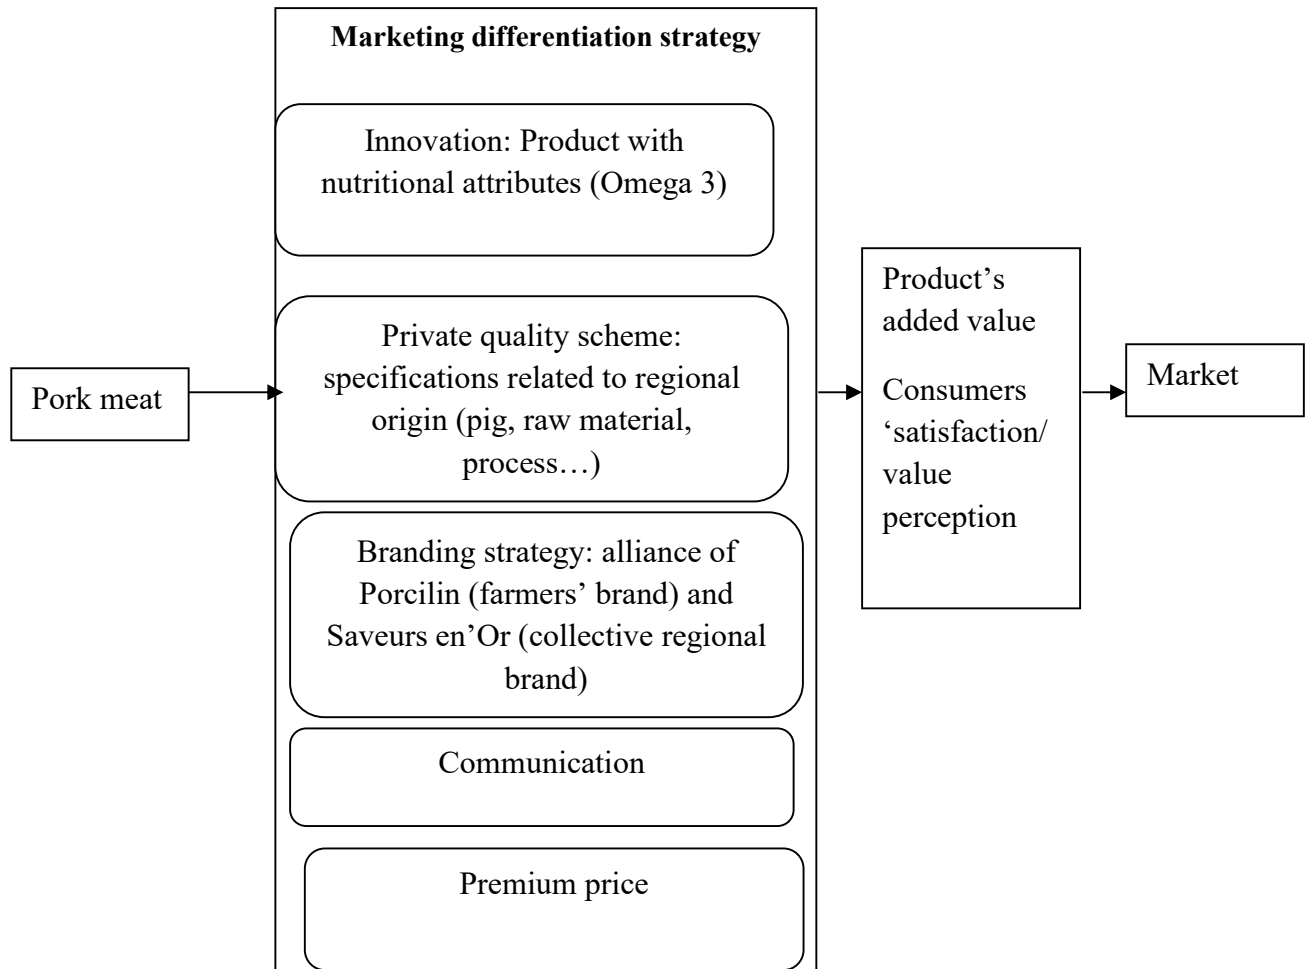 Marketing differentiation strategy
Innovation: Product with
nutritional attributes (Omega 3)
Private quality scheme:
specifications related to regional
origin (pig, raw material,
process…)
Branding strategy: alliance of
Porcilin (farmers’ brand) and
Saveurs en’Or (collective regional
brand)
Communication
Premium price
Pork meat
Product’s
added value
Consumers
‘satisfaction/
value
perception
Market